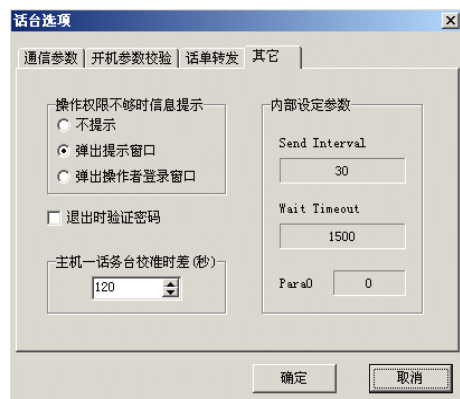 话台选项
通信参数 开机参数校验 话单转发 其它
操作权限不够时信息提示
不提示
弹出提示窗口
弹出操作者登录窗口
退出时验证密码
主机—话务台校准时差(秒)
120
内部设定参数
Send Interval
30
Wait Timeout
1500
Para0 0
确定 取消